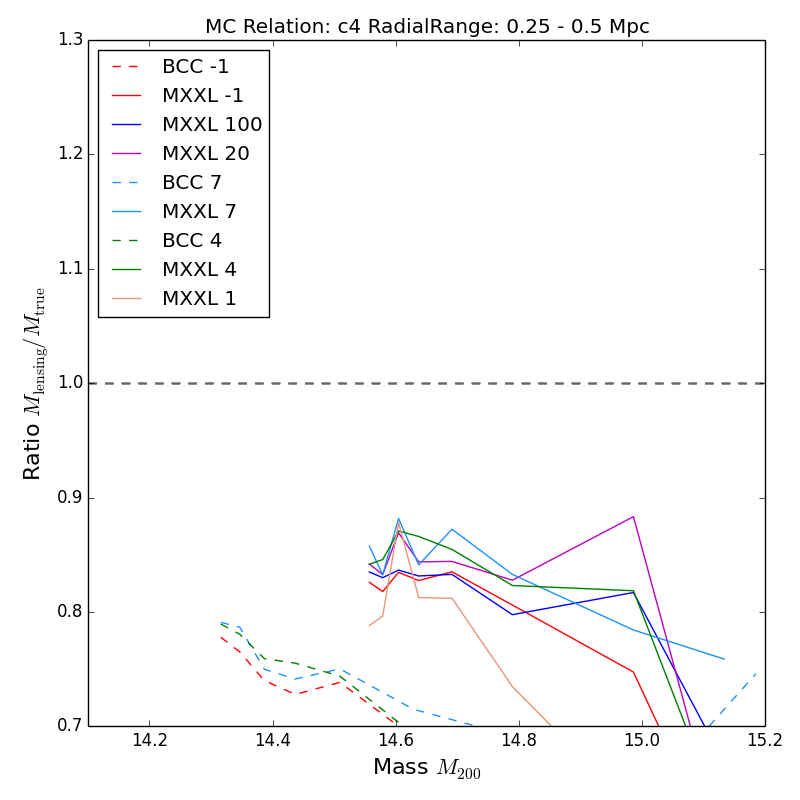 MC Relation: c4 RadialRange: 0.25 - 0.5 Mpc
1.3
1.2
1.1
1.0
0.9
0.8
0.7
Ratio M_lensing/M_true
BCC -1
MXXL -1
MXXL 100
MXXL 20
BCC 7
MXXL 7
BCC 4
MXXL 4
MXXL 1
14.2 14.4 14.6 14.8 15.0 15.2
Mass M_200